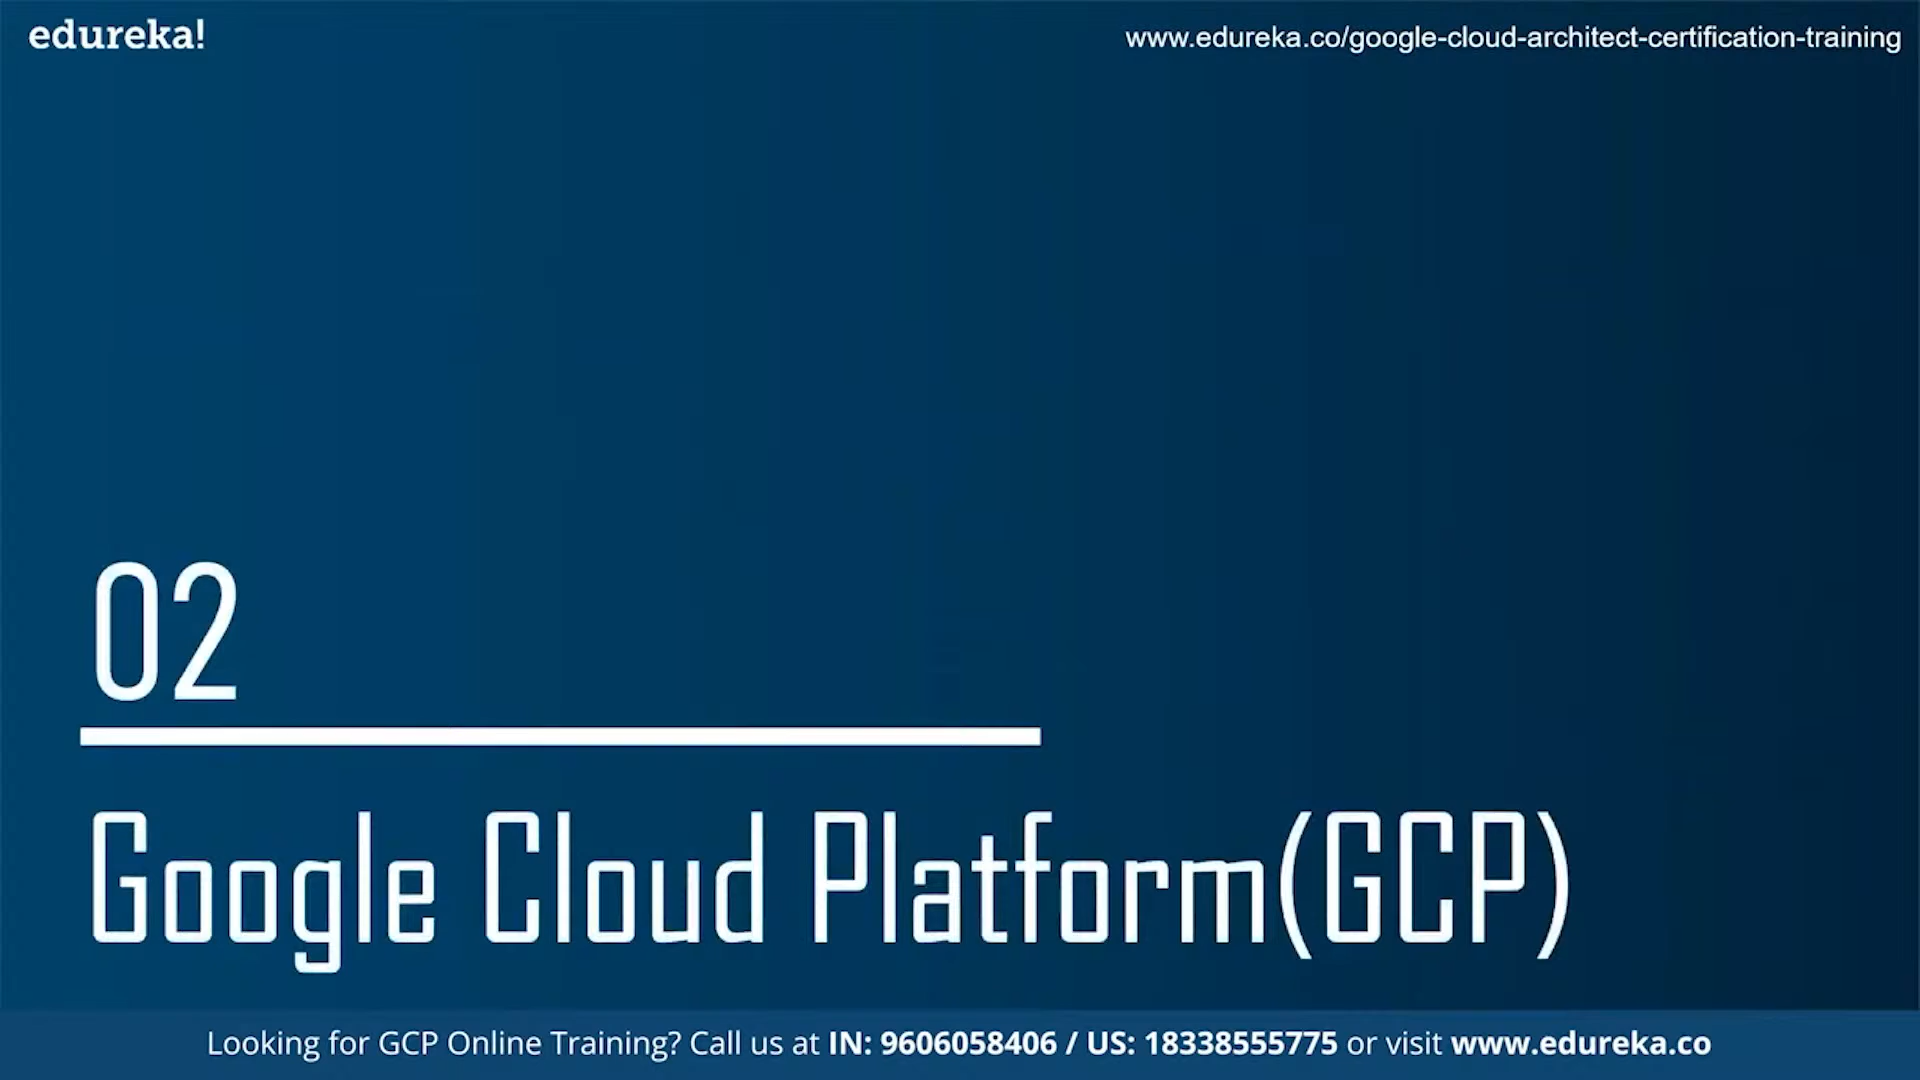 edureka!
www.edureka.co/google-cloud-architect-certification-training
02
Google Cloud Platform(GCP)
Looking for GCP Online Training? Call us at IN: 9606058406 / US: 18338555775 or visit www.edureka.co